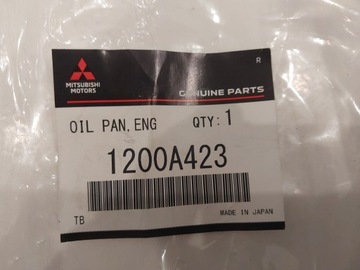 R
MITSUBISHI
MOTORS
GENUINE PARTS
OIL PAN,ENG QTY:1
1200A423
TB MADE IN JAPAN